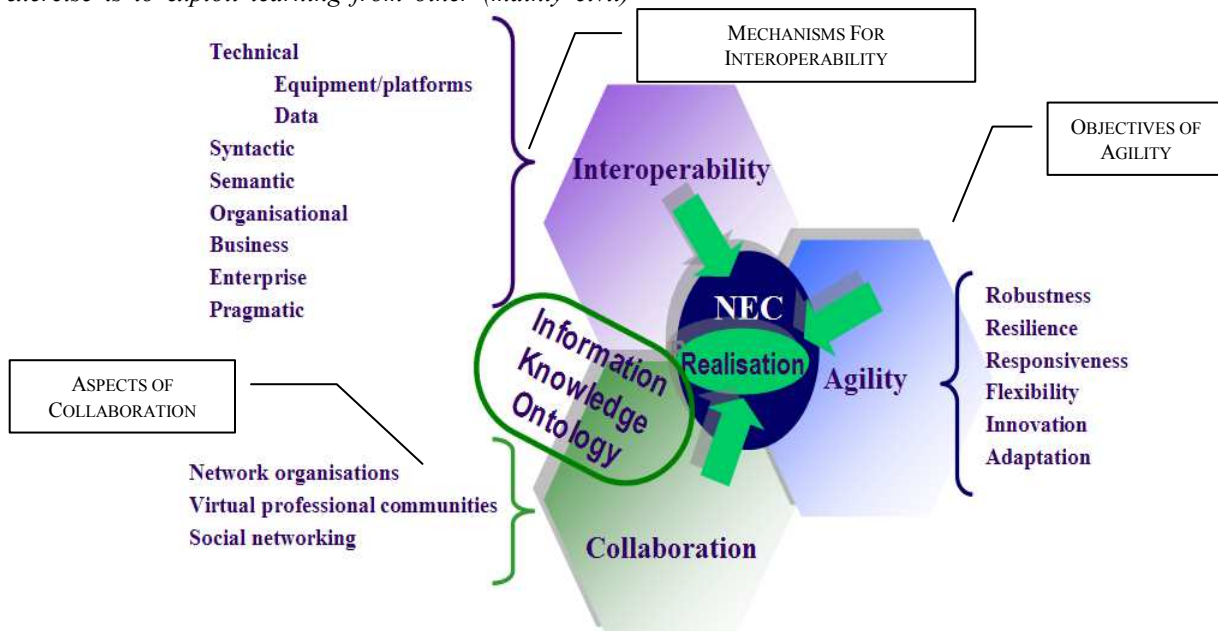 exercise is to exploit learning from other (mainly civil)
MECHANISMS FOR
INTEROPERABILITY
Technical
Equipment/platforms
Data
Syntactic
Semantic
Organisational
Business
Enterprise
Pragmatic
Interoperability
OBJECTIVES OF
AGILITY
NEC
Realisation
Agility
Robustness
Resilience
Responsiveness
Flexibility
Innovation
Adaptation
Information
Knowledge
Ontology
ASPECTS OF
COLLABORATION
Network organisations
Virtual professional communities
Social networking
Collaboration